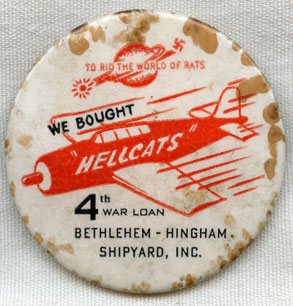 TO RID THE WORLD OF RATS
WE BOUGHT
"HELLCATS"
4th WAR LOAN
BETHLEHEM - HINGHAM
SHIPYARD, INC.